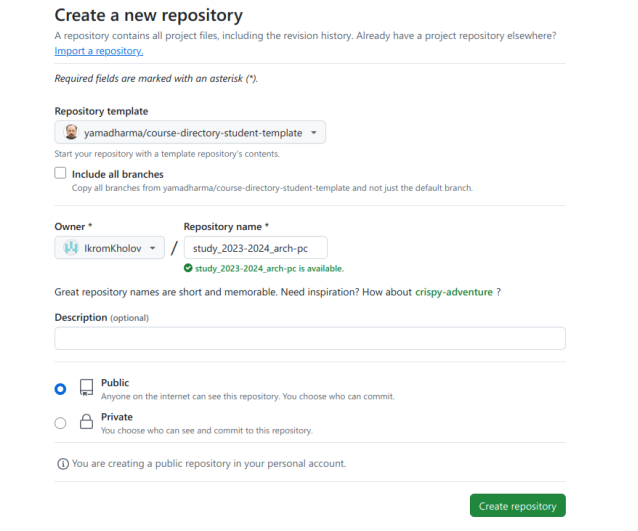 Create a new repository
A repository contains all project files, including the revision history. Already have a project repository elsewhere?
Import a repository.
Required fields are marked with an asterisk (*).
Repository template
yamadharma/course-directory-student-template
Start your repository with a template repository's contents.
Include all branches
Copy all branches from yamadharma/course-directory-student-template and not just the default branch.
Owner * Repository name *
IkromKholov / study_2023-2024_arch-pc
study_2023-2024_arch-pc is available.
Great repository names are short and memorable. Need inspiration? How about crispy-adventure ?
Description (optional)
Public
Anyone on the internet can see this repository. You choose who can commit.
Private
You choose who can see and commit to this repository.
You are creating a public repository in your personal account.
Create repository